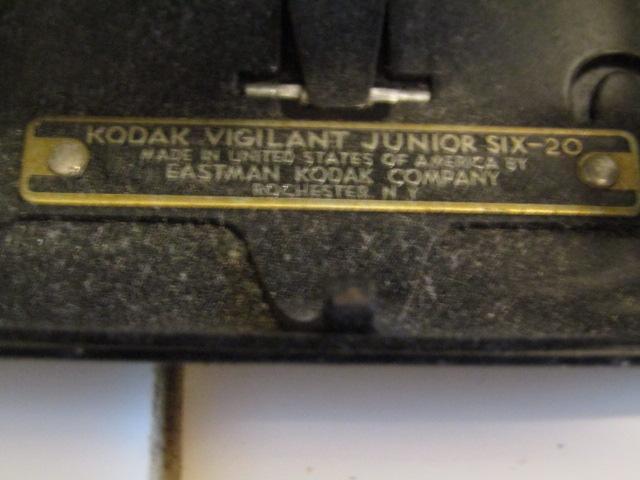 KODAK VIGILANT JUNIOR SIX-20
MADE IN UNITED STATES OF AMERICA BY
EASTMAN KODAK COMPANY
ROCHESTER N.Y.